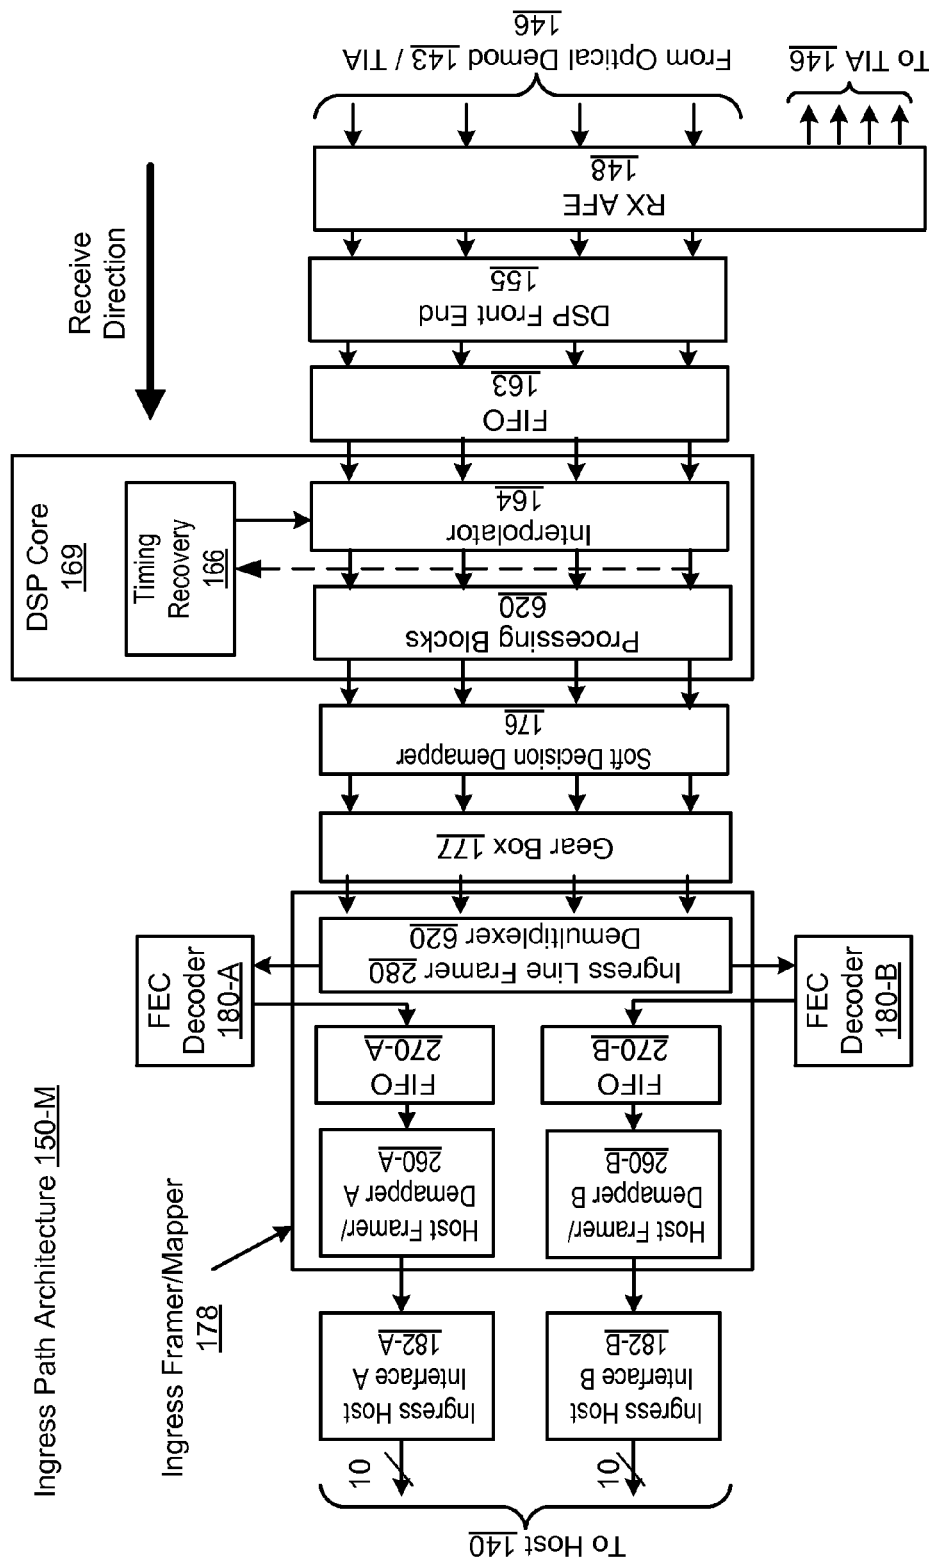 Ingress Path Architecture 150-M
Ingress Framer/Mapper
178
Receive
Direction
From Optical Demod 143 / TIA
146
To TIA 146
RX AFE
148
DSP Front End
155
FIFO
163
DSP Core
169
Timing
Recovery
166
Interpolator
164
Processing Blocks
620
Soft Decision Demapper
176
Gear Box 177
Ingress Line Framer 280
Demultiplexer 620
FEC
Decoder
180-A
FEC
Decoder
180-B
FIFO
270-A
FIFO
270-B
Host Framer/
Demapper A
260-A
Host Framer/
Demapper B
260-B
Ingress Host
Interface A
182-A
Ingress Host
Interface B
182-B
10
10
To Host 140